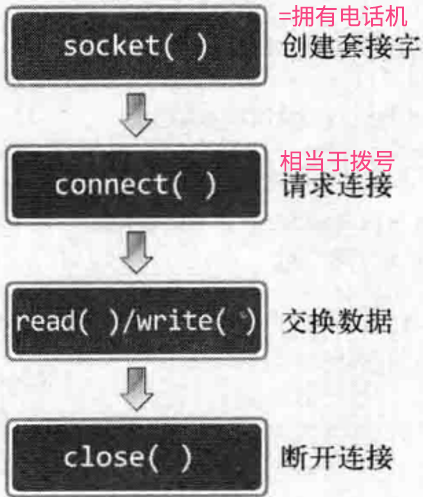 =拥有电话机
socket( )
创建套接字
相当于拨号
connect( )
请求连接
read( )/write( )
交换数据
close( )
断开连接